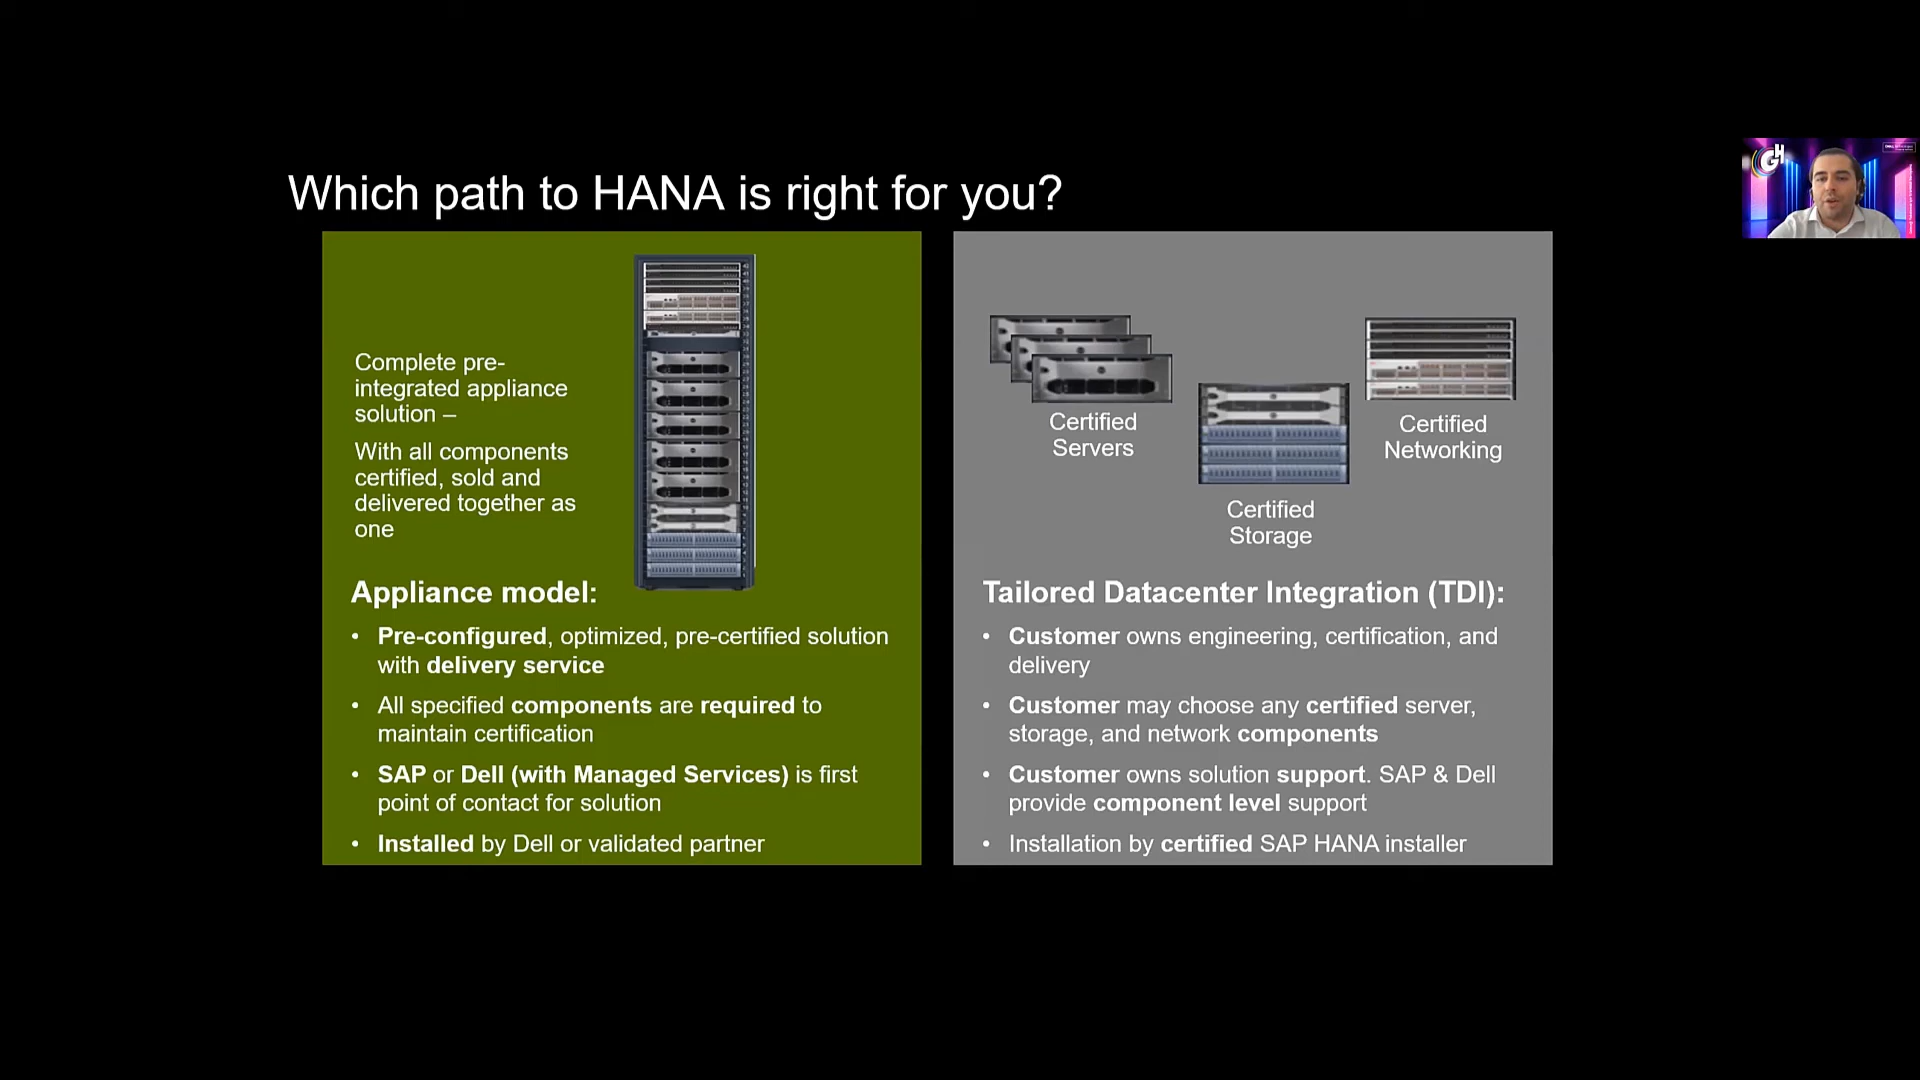 Which path to HANA is right for you?
Complete pre-
integrated appliance
solution –
With all components
certified, sold and
delivered together as
one
Appliance model:
• Pre-configured, optimized, pre-certified solution
with delivery service
• All specified components are required to
maintain certification
• SAP or Dell (with Managed Services) is first
point of contact for solution
• Installed by Dell or validated partner
Certified
Servers
Certified
Storage
Certified
Networking
Tailored Datacenter Integration (TDI):
• Customer owns engineering, certification, and
delivery
• Customer may choose any certified server,
storage, and network components
• Customer owns solution support. SAP & Dell
provide component level support
• Installation by certified SAP HANA installer
GH